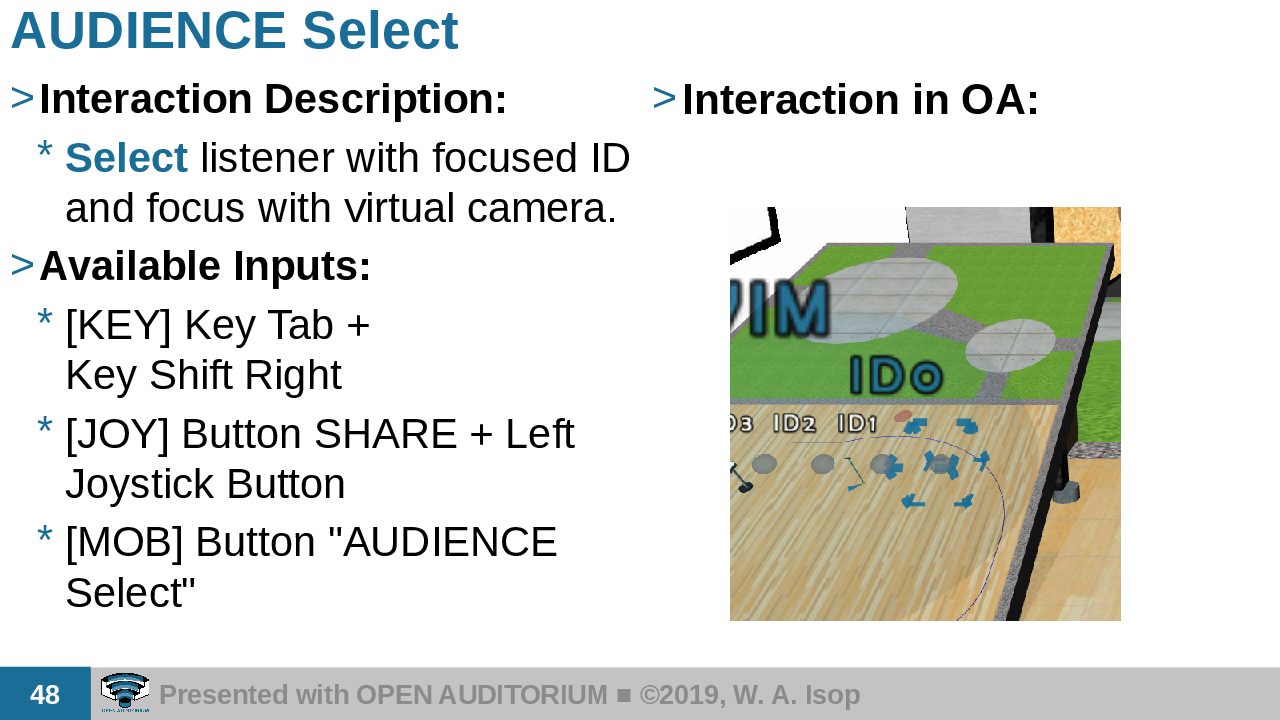 AUDIENCE Select
> Interaction Description:
* Select listener with focused ID
and focus with virtual camera.
> Available Inputs:
* [KEY] Key Tab +
Key Shift Right
* [JOY] Button SHARE + Left
Joystick Button
* [MOB] Button "AUDIENCE
Select"
> Interaction in OA:
IDo
ID2 ID1
48
OPEN AUDITORIUM
Presented with OPEN AUDITORIUM ■ ©2019, W. A. Isop